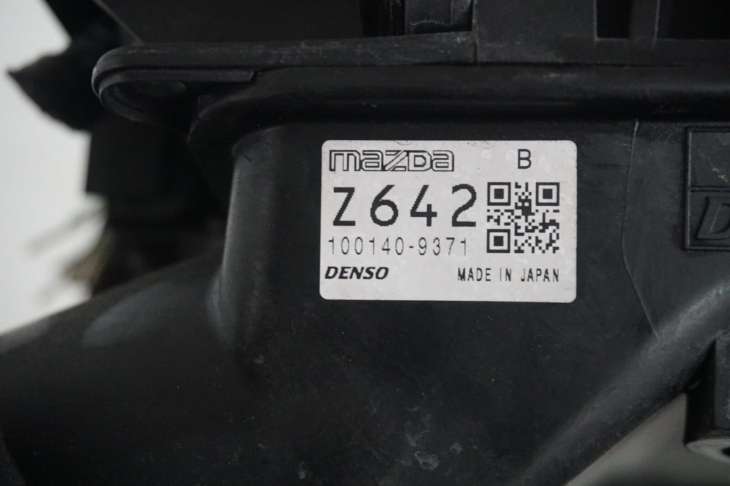 mazda B
Z642
100140-9371
DENSO MADE IN JAPAN